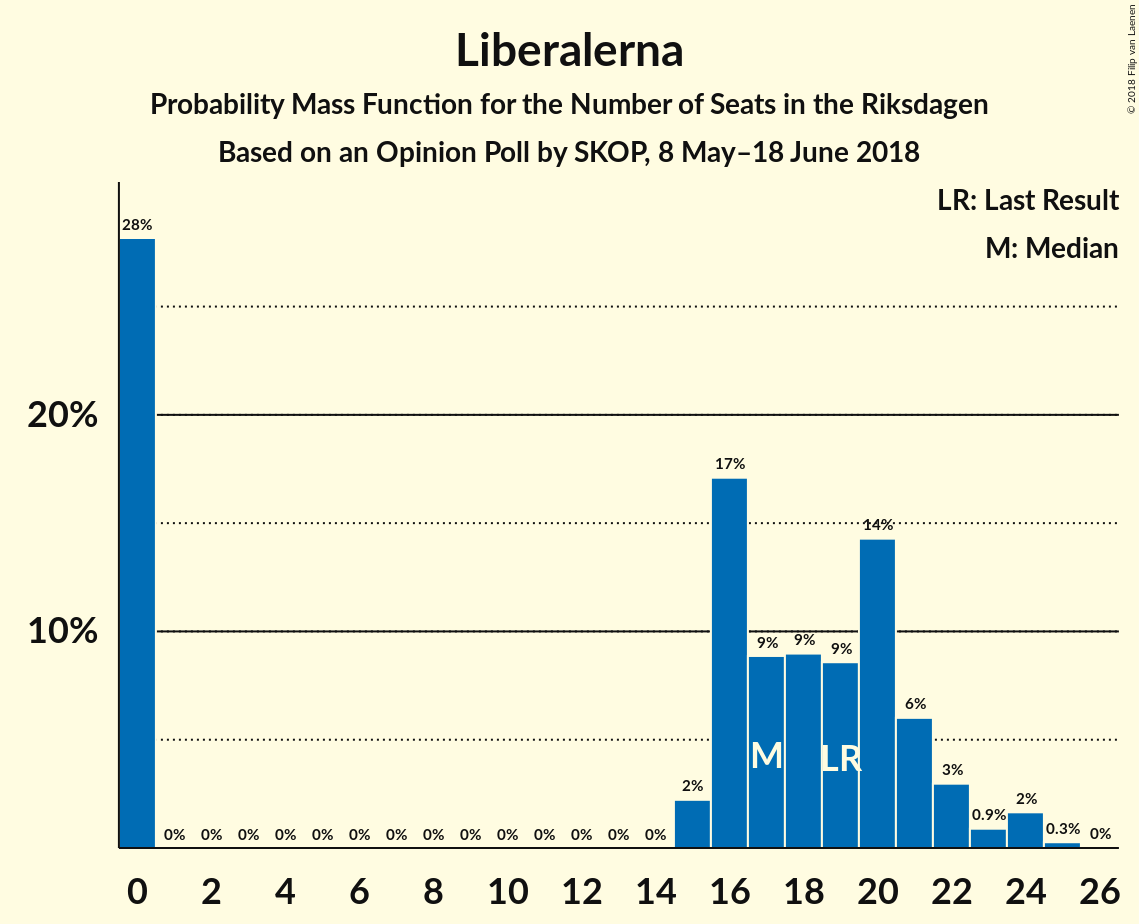 Liberalerna
Probability Mass Function for the Number of Seats in the Riksdagen
Based on an Opinion Poll by SKOP, 8 May–18 June 2018
© 2018 Filip van Laenen
LR: Last Result
M: Median
28%
20%
17%
14%
10%
9%
9%
9%
6%
M
LR
3%
2%
2%
0.9%
0.3%
0% 0% 0% 0% 0% 0% 0% 0% 0% 0% 0% 0% 0% 0% 0%
0 2 4 6 8 10 12 14 16 18 20 22 24 26